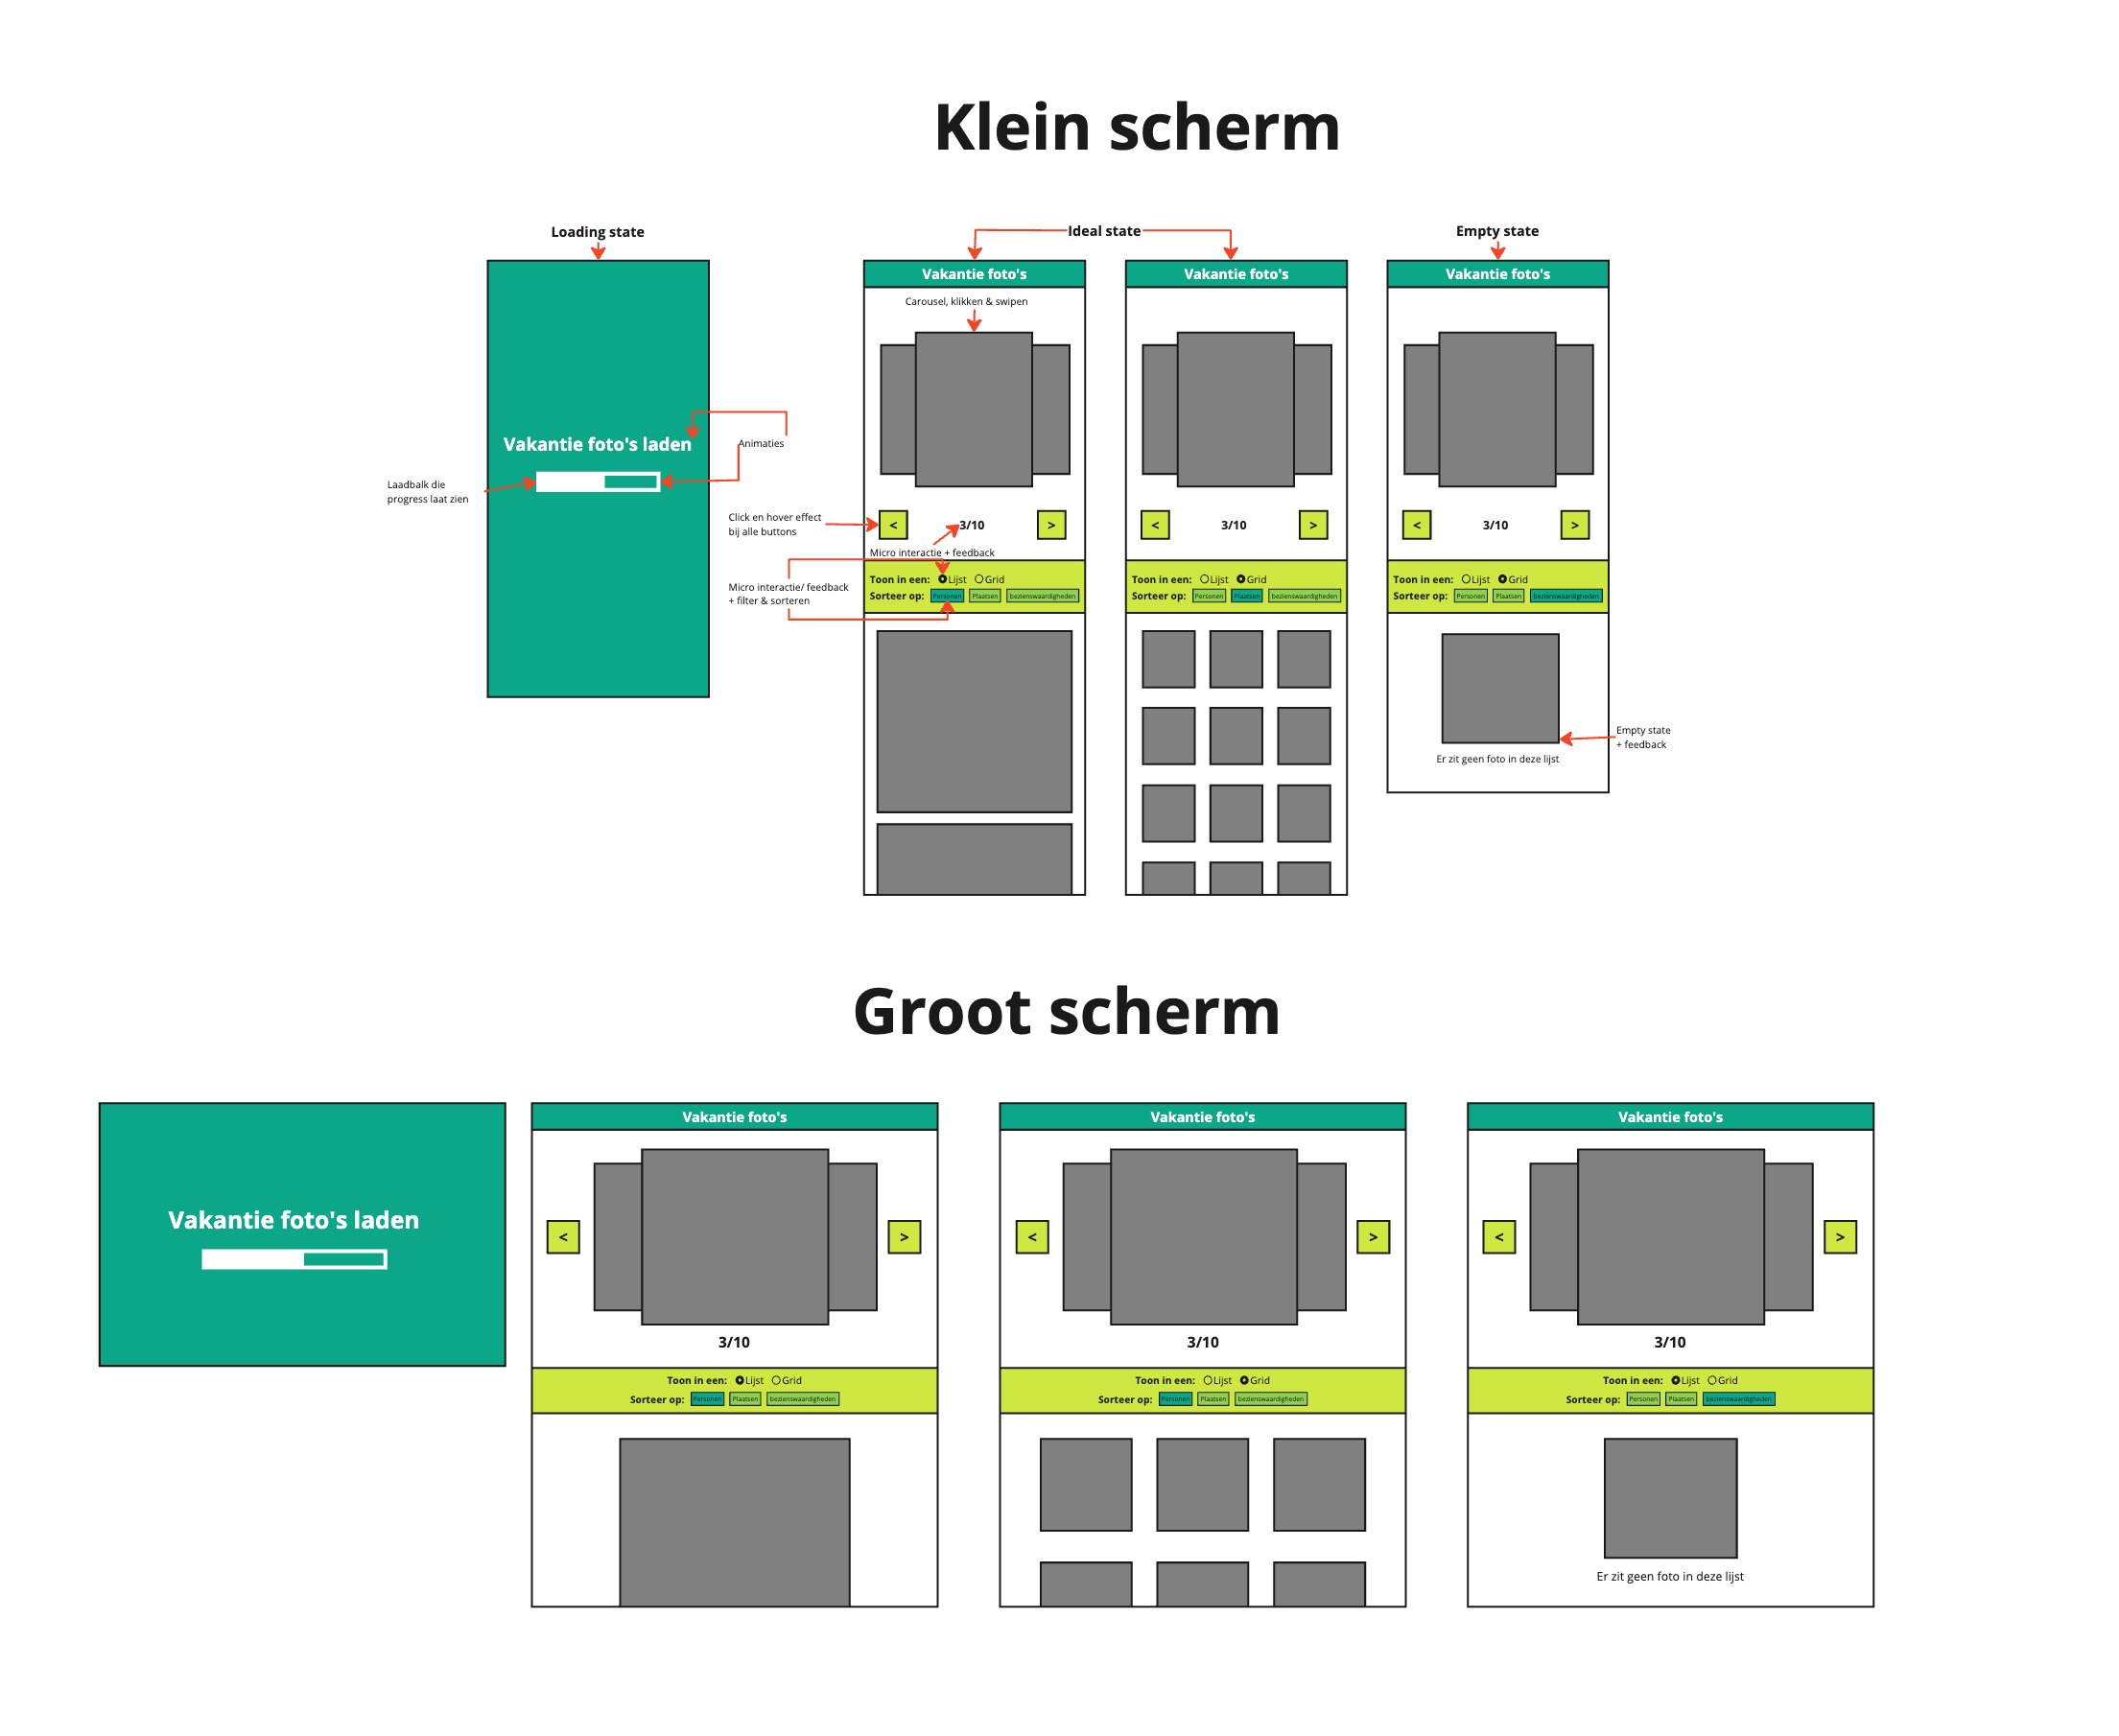 Klein scherm
Loading state
Ideal state
Empty state
Vakantie foto's laden
Animaties
Laadbalk die
progress laat zien
Vakantie foto's
Carousel, klikken & swipen
Click en hover effect
bij alle buttons
<
3/10
>
Micro interactie + feedback
Micro interactie/ feedback
+ filter & sorteren
Toon in een: Lijst Grid
Sorteer op: Personen Plaatsen bezienswaardigheden
Vakantie foto's
<
3/10
>
Toon in een: Lijst Grid
Sorteer op: Personen Plaatsen bezienswaardigheden
Vakantie foto's
<
3/10
>
Toon in een: Lijst Grid
Sorteer op: Personen Plaatsen bezienswaardigheden
Empty state
+ feedback
Er zit geen foto in deze lijst
Groot scherm
Vakantie foto's laden
Vakantie foto's
<
>
3/10
Toon in een: Lijst Grid
Sorteer op: Personen Plaatsen bezienswaardigheden
Vakantie foto's
<
>
3/10
Toon in een: Lijst Grid
Sorteer op: Personen Plaatsen bezienswaardigheden
Vakantie foto's
<
>
3/10
Toon in een: Lijst Grid
Sorteer op: Personen Plaatsen bezienswaardigheden
Er zit geen foto in deze lijst